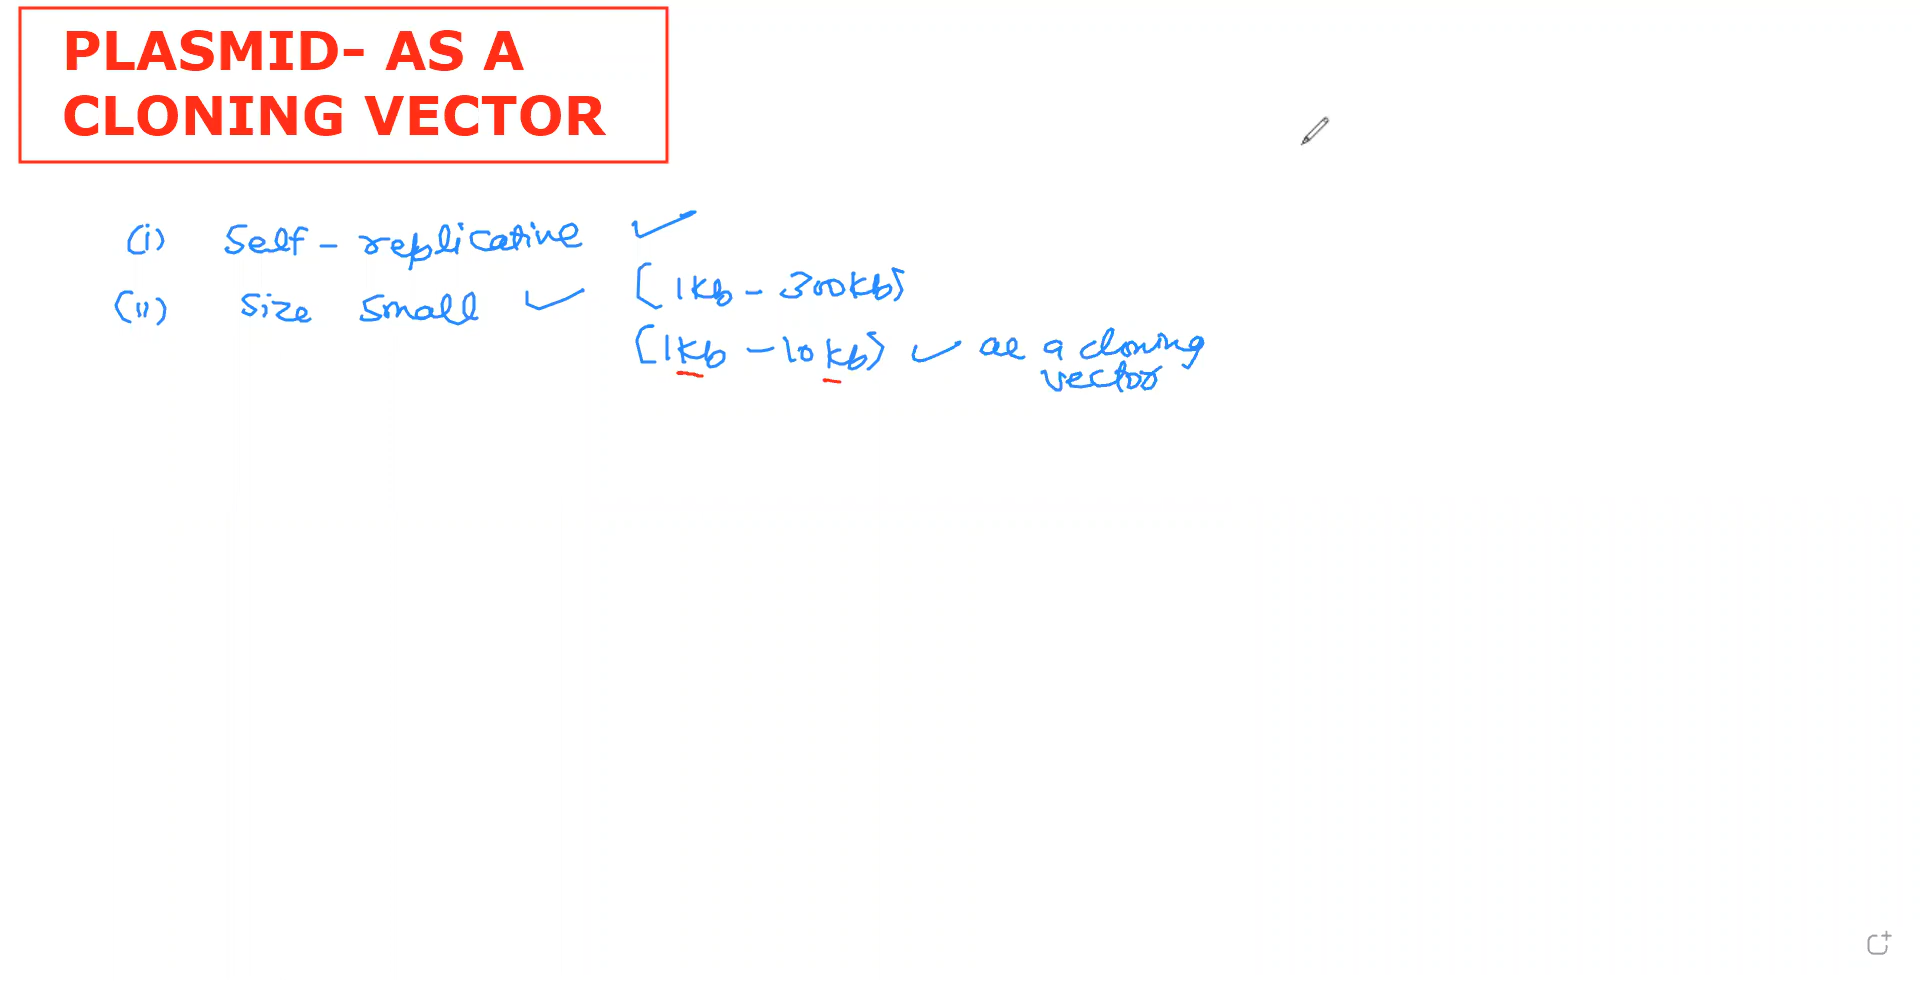 PLASMID- AS A
CLONING VECTOR
(i) Self - replicative ✓
(ii) Size Small ✓ [1Kb - 300Kb]
[1Kb - 10Kb] ✓ as a cloning
vector